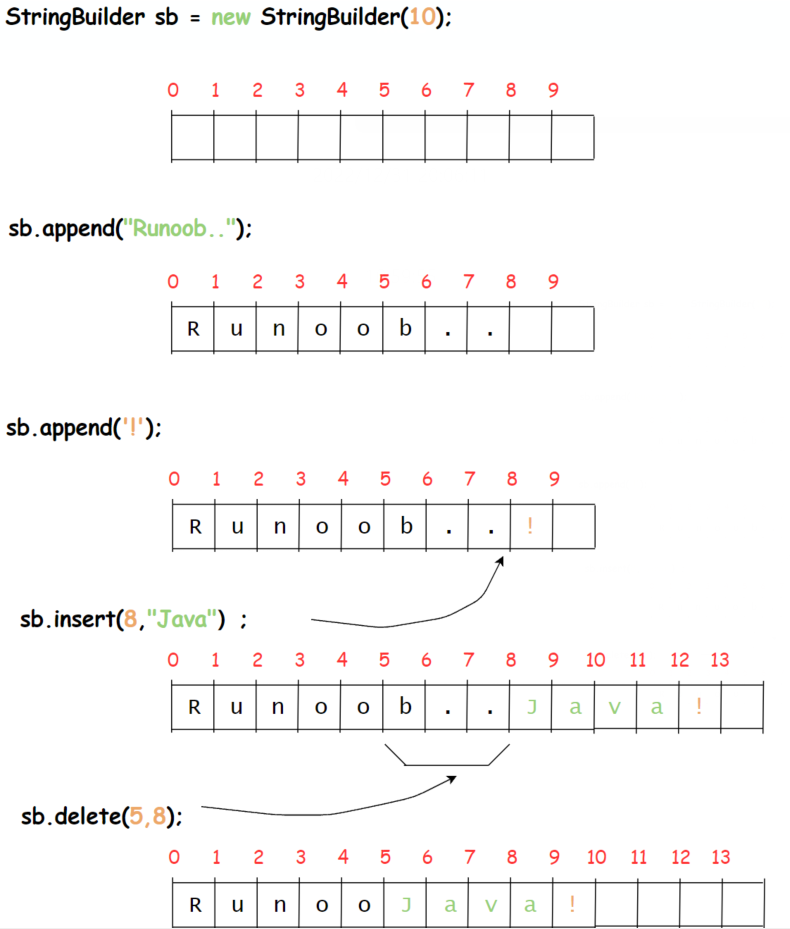 StringBuilder sb = new StringBuilder(10);
0 1 2 3 4 5 6 7 8 9
sb.append("Runoob..");
0 1 2 3 4 5 6 7 8 9
R u n o o b . .
sb.append('!');
0 1 2 3 4 5 6 7 8 9
R u n o o b . . !
sb.insert(8,"Java") ;
0 1 2 3 4 5 6 7 8 9 10 11 12 13
R u n o o b . . J a v a !
sb.delete(5,8);
0 1 2 3 4 5 6 7 8 9 10 11 12 13
R u n o o J a v a !